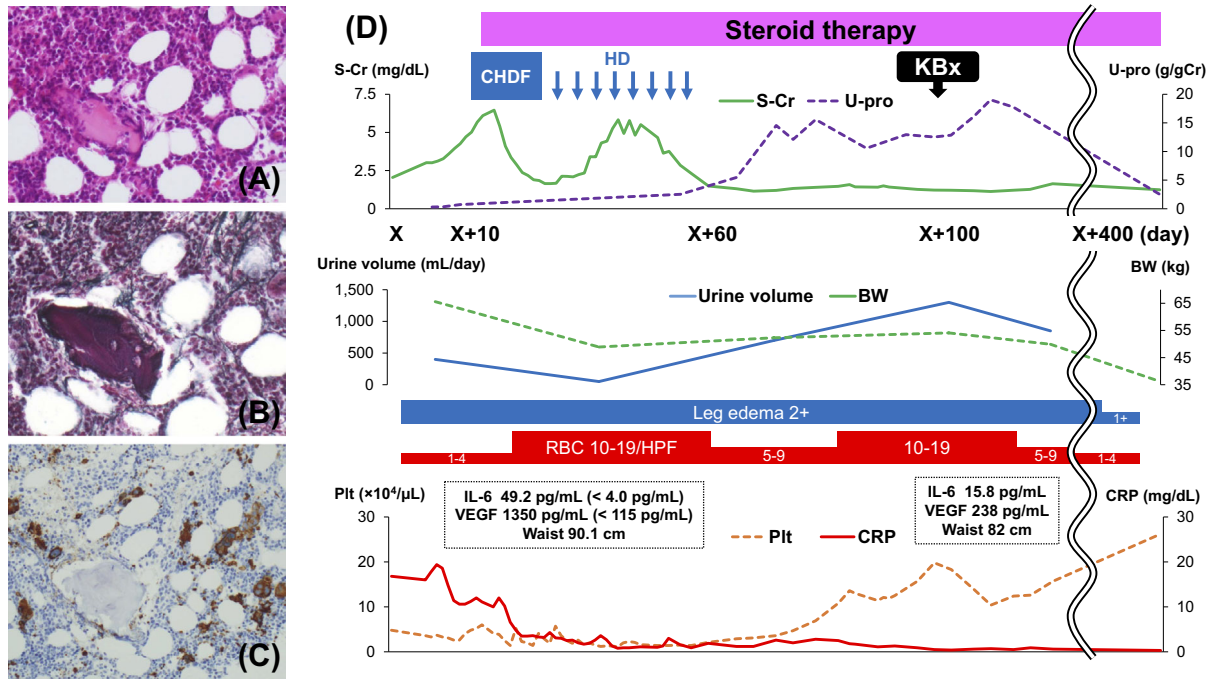 (A)
(B)
(C)
(D)
Steroid therapy
CHDF
HD
KBx
S-Cr (mg/dL)
U-pro (g/gCr)
S-Cr
U-pro
7.5
5
2.5
0
20
15
10
5
0
X
X+10
X+60
X+100
X+400 (day)
Urine volume (mL/day)
BW (kg)
Urine volume
BW
1,500
1,000
500
0
65
55
45
35
Leg edema 2+
1+
1-4
RBC 10-19/HPF
5-9
10-19
5-9
1-4
Plt (×10⁴/μL)
CRP (mg/dL)
IL-6 49.2 pg/mL (< 4.0 pg/mL)
VEGF 1350 pg/mL (< 115 pg/mL)
Waist 90.1 cm
IL-6 15.8 pg/mL
VEGF 238 pg/mL
Waist 82 cm
Plt
CRP
30
20
10
0
30
20
10
0